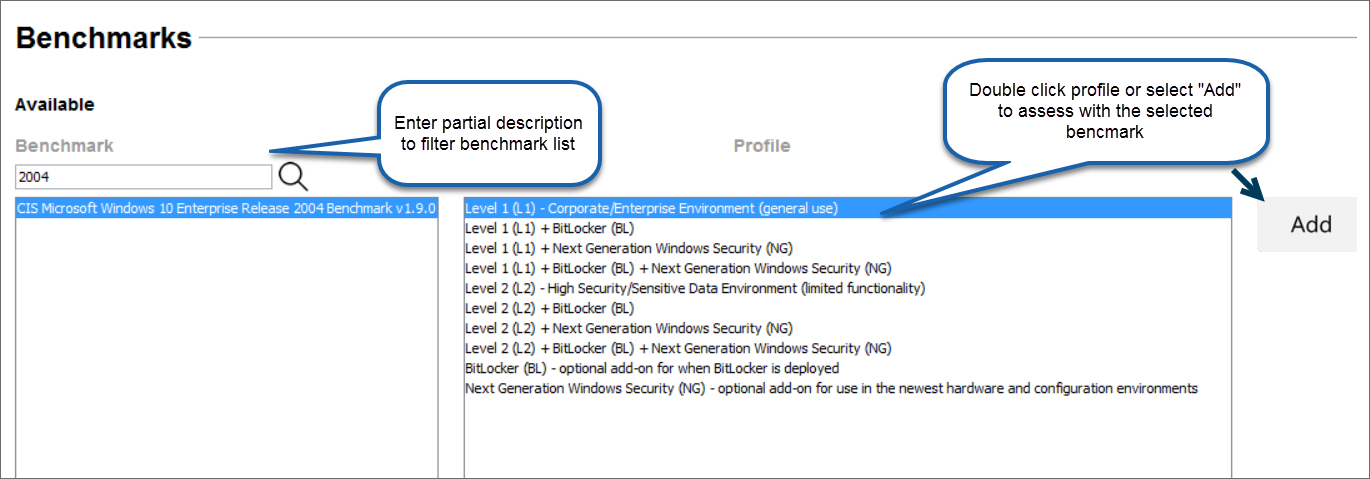 Benchmarks
Available
Enter partial description
to filter benchmark list
Double click profile or select "Add"
to assess with the selected
bencmark
Benchmark
Profile
2004
CIS Microsoft Windows 10 Enterprise Release 2004 Benchmark v1.9.0
Level 1 (L1) - Corporate/Enterprise Environment (general use)
Level 1 (L1) + BitLocker (BL)
Level 1 (L1) + Next Generation Windows Security (NG)
Level 1 (L1) + BitLocker (BL) + Next Generation Windows Security (NG)
Level 2 (L2) - High Security/Sensitive Data Environment (limited functionality)
Level 2 (L2) + BitLocker (BL)
Level 2 (L2) + Next Generation Windows Security (NG)
Level 2 (L2) + BitLocker (BL) + Next Generation Windows Security (NG)
BitLocker (BL) - optional add-on for when BitLocker is deployed
Next Generation Windows Security (NG) - optional add-on for use in the newest hardware and configuration environments
Add